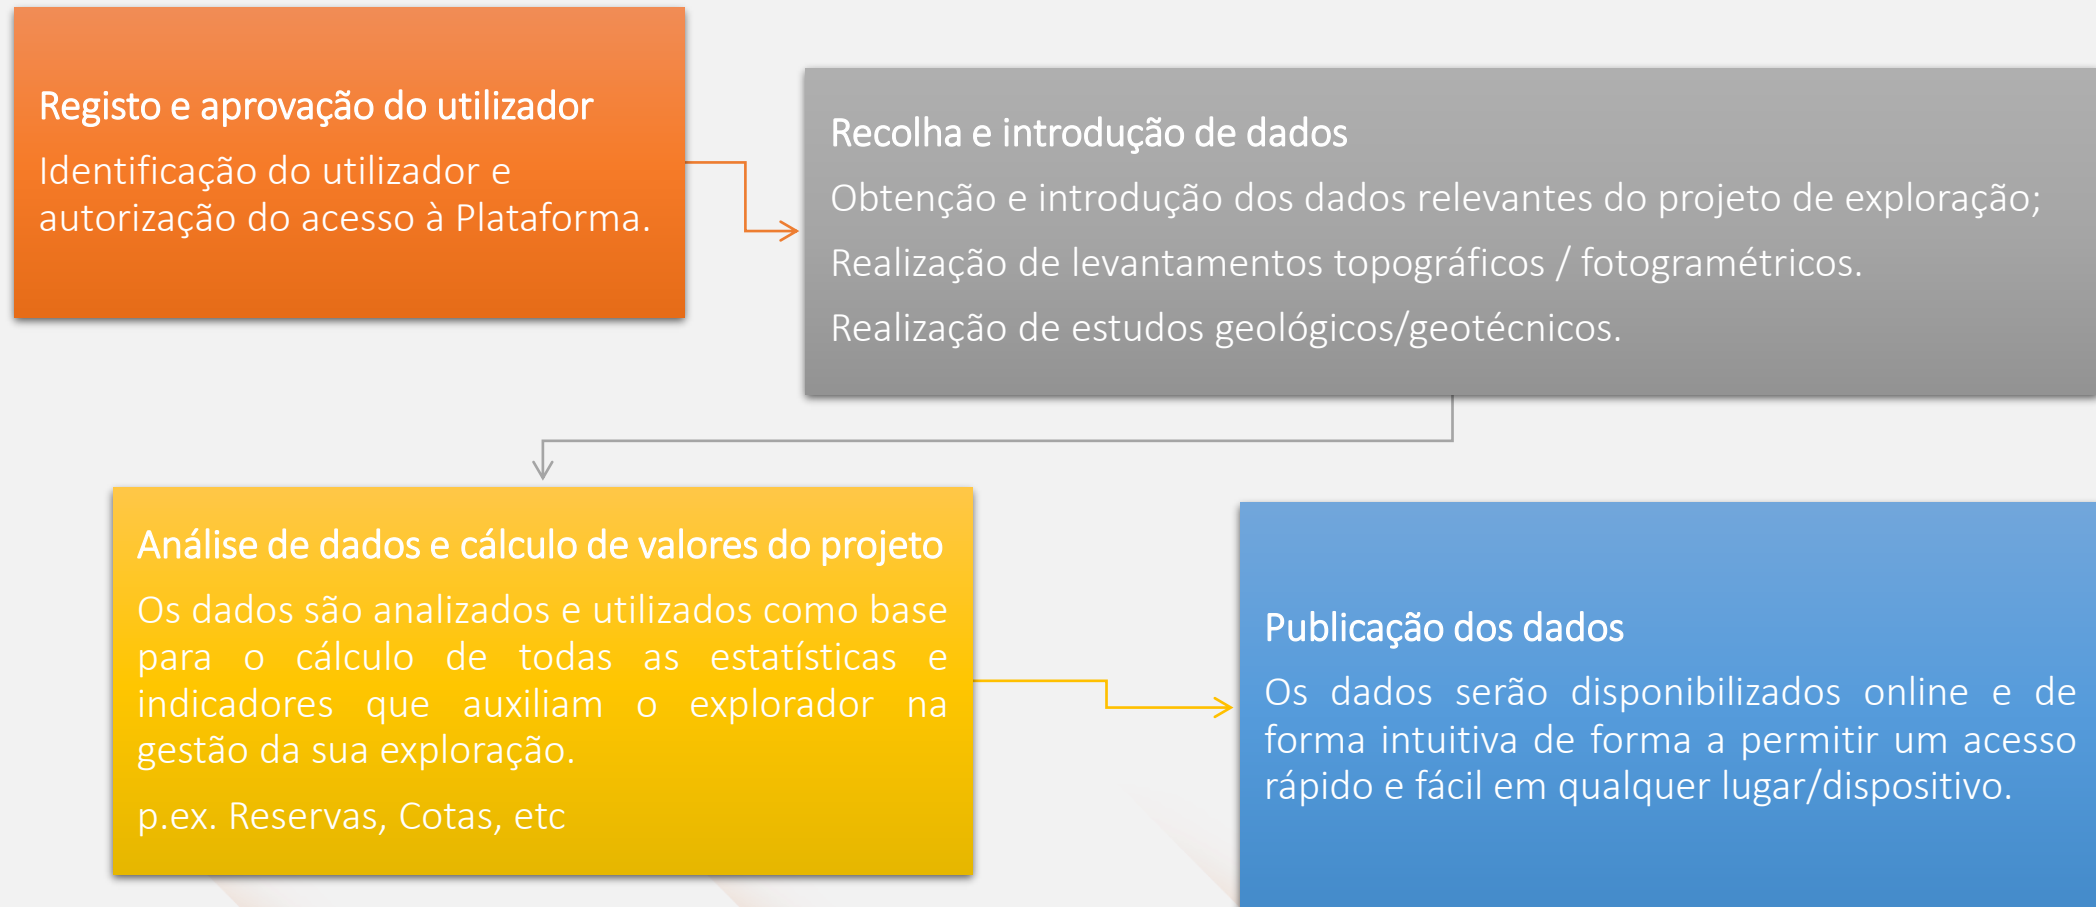 Registo e aprovação do utilizador
Identificação do utilizador e
autorização do acesso à Plataforma.
Recolha e introdução de dados
Obtenção e introdução dos dados relevantes do projeto de exploração;
Realização de levantamentos topográficos / fotogramétricos.
Realização de estudos geológicos/geotécnicos.
Análise de dados e cálculo de valores do projeto
Os dados são analizados e utilizados como base
para o cálculo de todas as estatísticas e
indicadores que auxiliam o explorador na
gestão da sua exploração.
p.ex. Reservas, Cotas, etc
Publicação dos dados
Os dados serão disponibilizados online e de
forma intuitiva de forma a permitir um acesso
rápido e fácil em qualquer lugar/dispositivo.